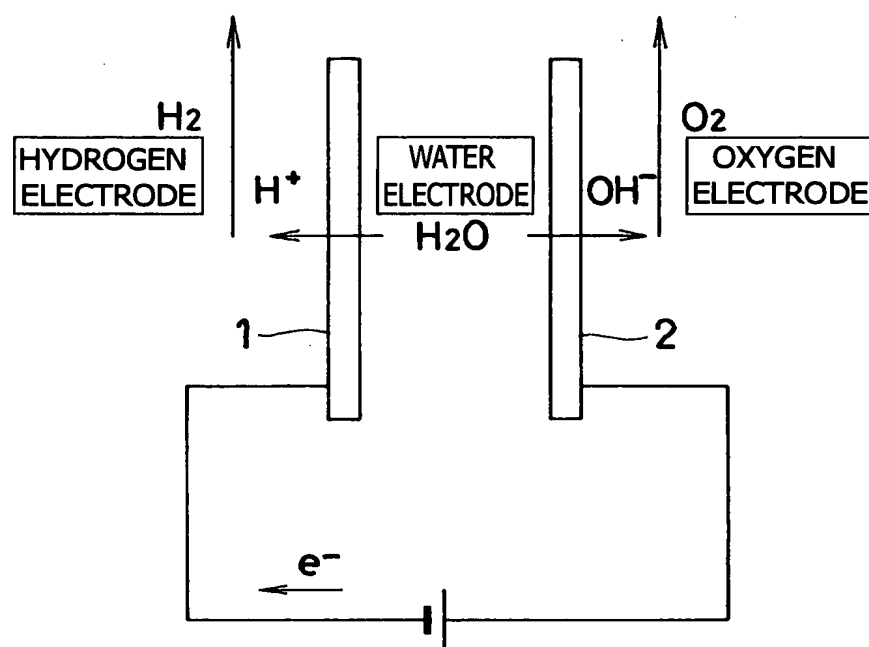 H2
HYDROGEN
ELECTRODE
H⁺
WATER
ELECTRODE
H2O
OH⁻
O2
OXYGEN
ELECTRODE
1
2
e⁻